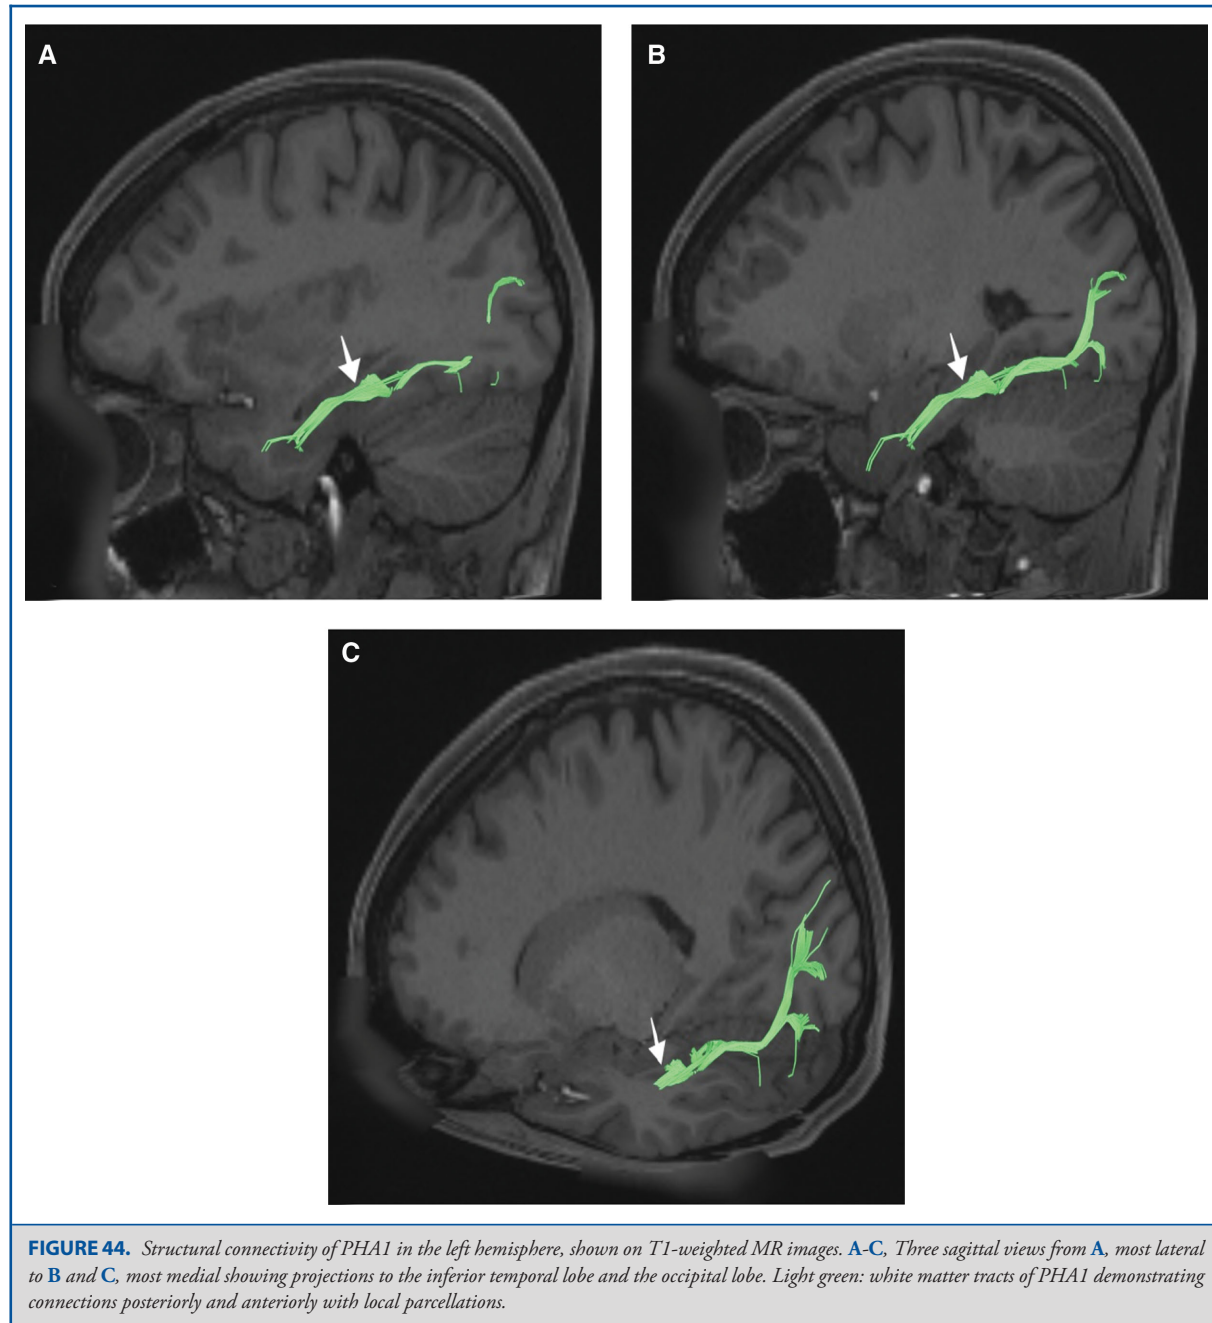 A
B
C
FIGURE 44. Structural connectivity of PHA1 in the left hemisphere, shown on T1-weighted MR images. A-C, Three sagittal views from A, most lateral
to B and C, most medial showing projections to the inferior temporal lobe and the occipital lobe. Light green: white matter tracts of PHA1 demonstrating
connections posteriorly and anteriorly with local parcellations.